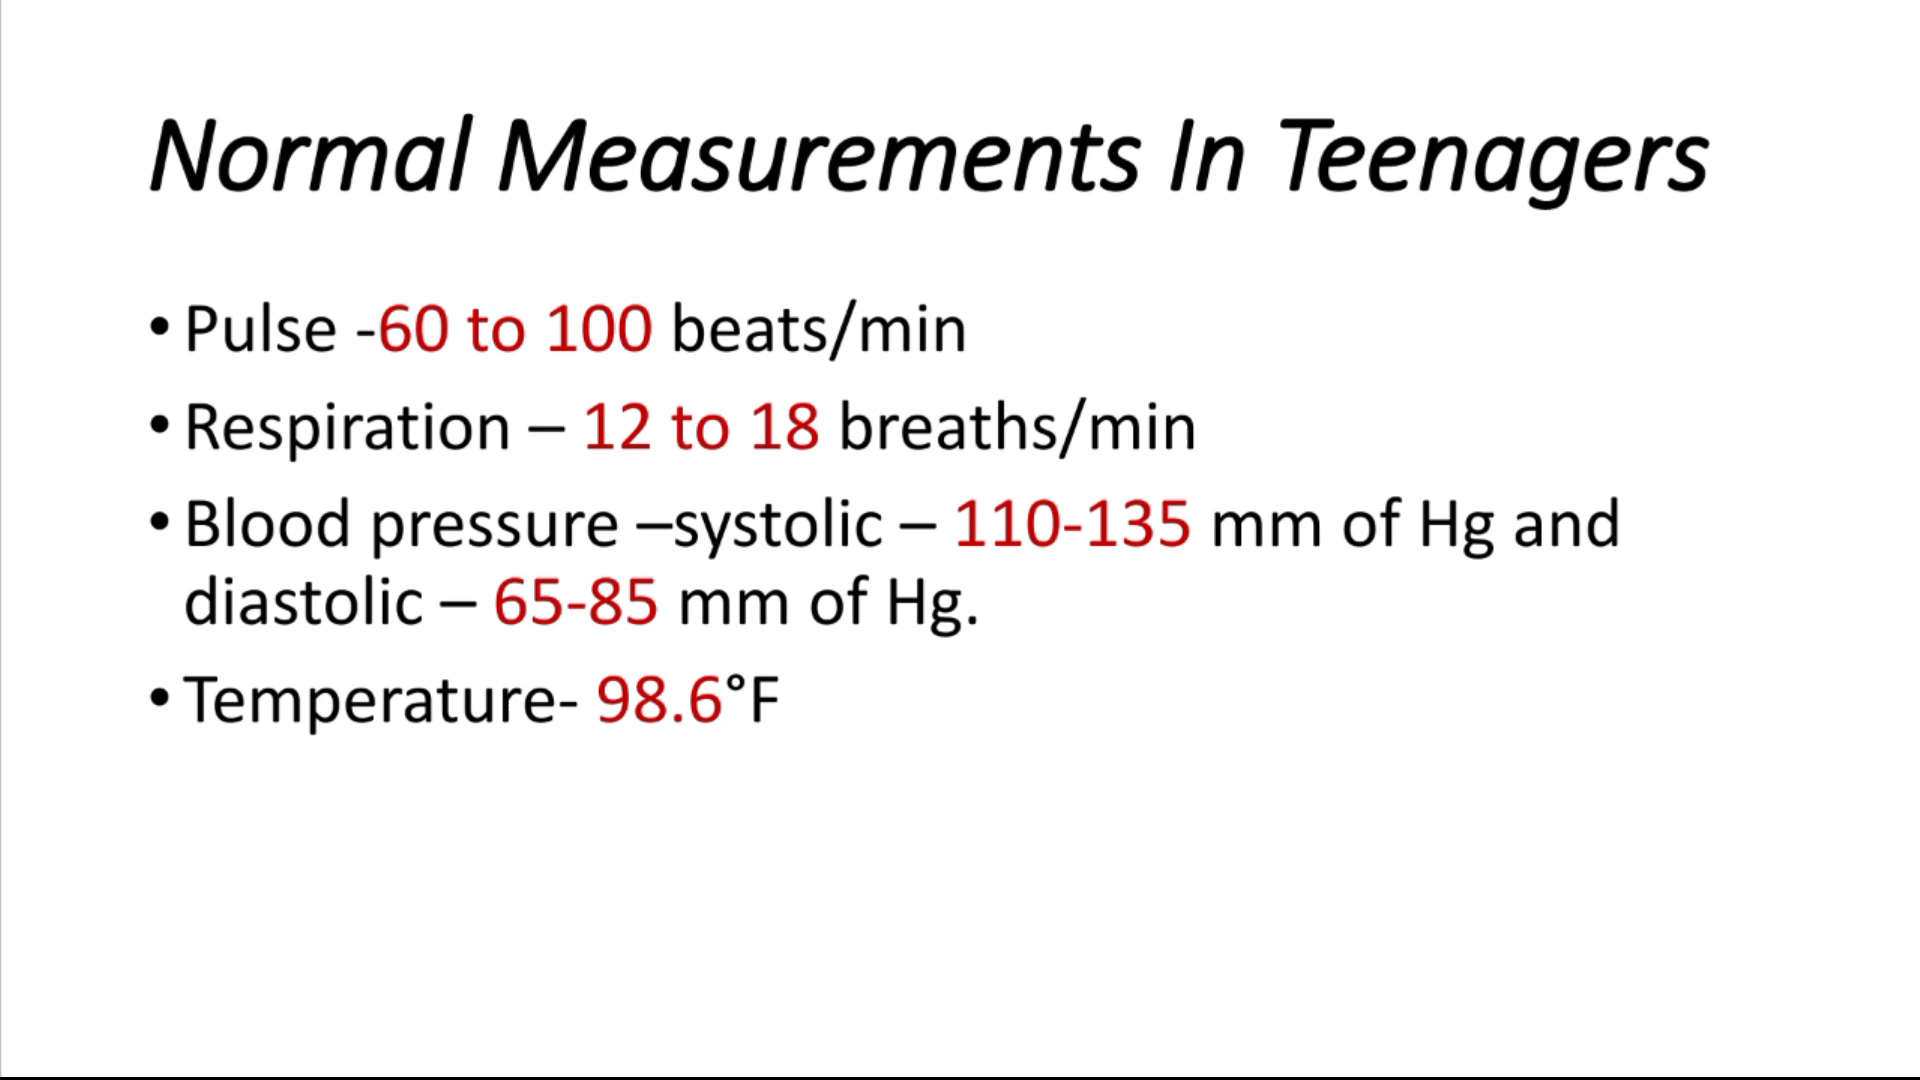 Normal Measurements In Teenagers
• Pulse -60 to 100 beats/min
• Respiration – 12 to 18 breaths/min
• Blood pressure –systolic – 110-135 mm of Hg and
diastolic – 65-85 mm of Hg.
• Temperature- 98.6°F